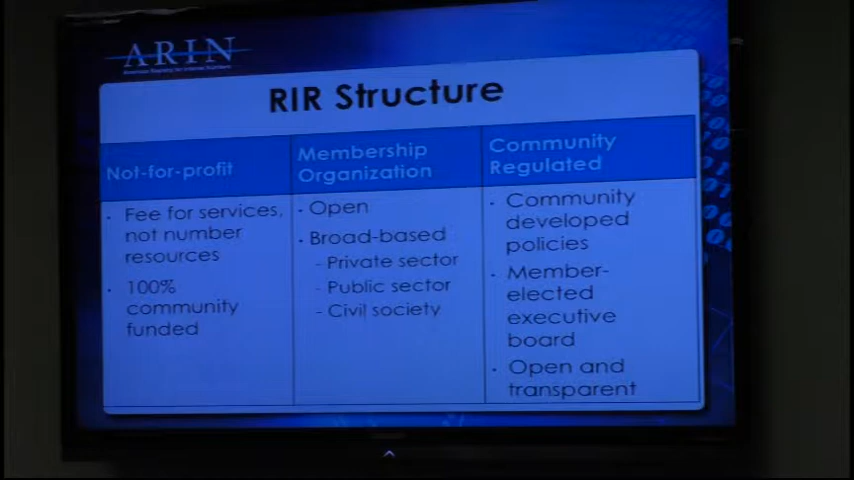 ARIN
American Registry for Internet Numbers
RIR Structure
Not-for-profit
Membership
Organization
Community
Regulated
• Fee for services,
not number
resources
• 100%
community
funded
• Open
• Broad-based
- Private sector
- Public sector
- Civil society
• Community
developed
policies
• Member-
elected
executive
board
• Open and
transparent